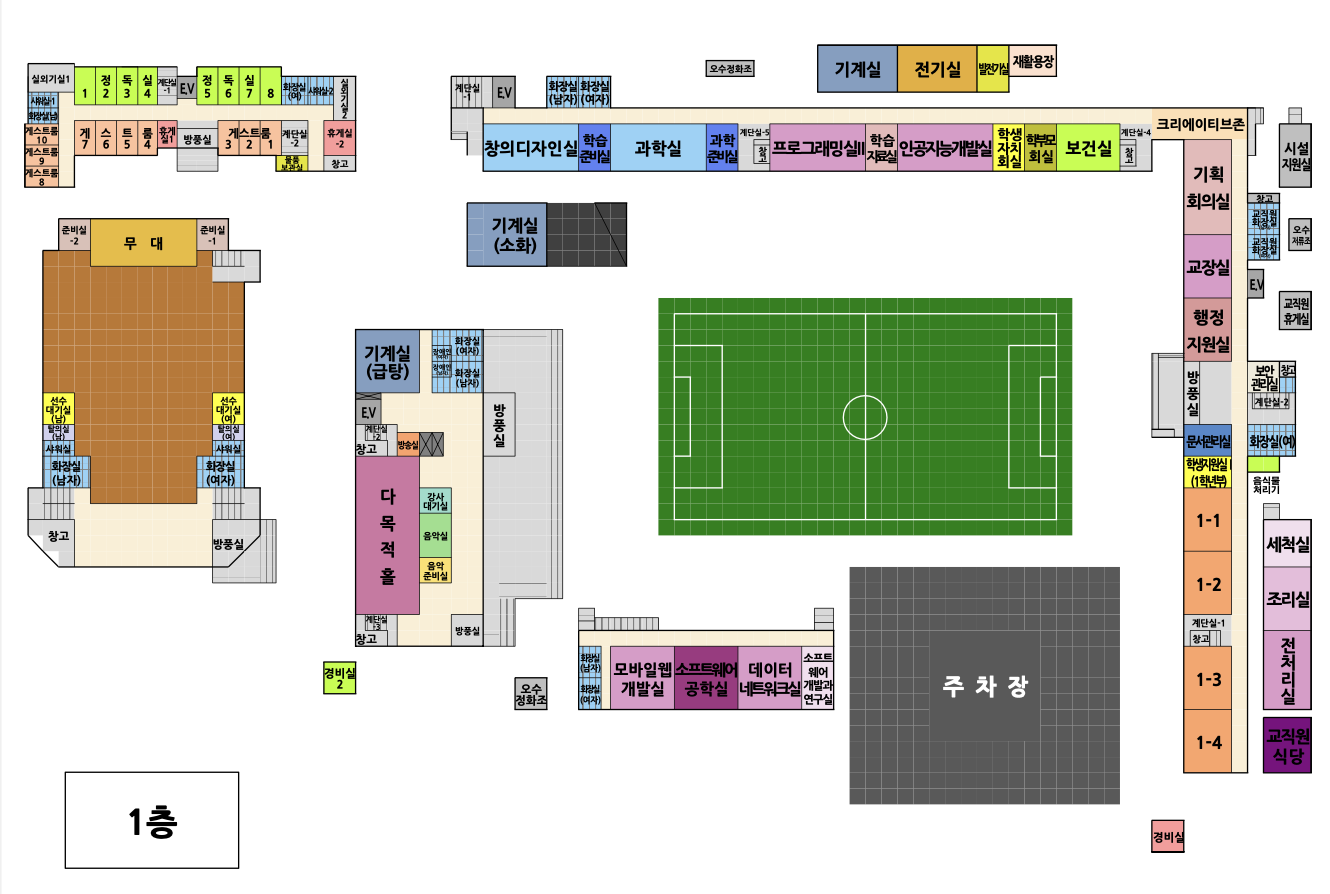 실외기실1
정 독 실
1 2 3 4
계단실
-1
E.V
정 독 실
5 6 7 8
화장실
(여)
샤워실-2
실외기실2
샤워실-1
화장실(남)
게스트룸
10
게스트룸
9
게스트룸
8
게 스 트 룸
7 6 5 4
휴게
실1
방풍실
게스트룸
3 2 1
계단실
-2
휴게실
-2
물품
보관실
창고
준비실
-2
무 대
준비실
-1
선수
대기실
(남)
탈의실
(남)
샤워실
화장실
(남자)
선수
대기실
(여)
탈의실
(여)
샤워실
화장실
(여자)
창고
방풍실
기계실
(급탕)
장애인
(여자)
화장실
(여자)
장애인
(남자)
화장실
(남자)
E.V
계단실
-2
창고
방송실
방풍실
다목적홀
강사
대기실
음악실
음악
준비실
계단실
-3
창고
방풍실
경비실
2
오수
정화조
계단실
-1
E.V
화장실
(남자)
화장실
(여자)
오수정화조
기계실
전기실
발전기실
재활용장
창의디자인실
학습
준비실
과학실
과학
준비실
계단실-5
창고
프로그래밍실II
학습
자료실
인공지능개발실
학생
자치
회실
학부모
회실
보건실
계단실-4
창고
크리에이티브존
시설
지원실
기계실
(소화)
기획
회의실
창고
교직원
화장실
교직원
화장실
오수
저류조
교장실
E.V
행정
지원실
교직원
휴게실
방풍실
보안
관리실
창고
계단실-2
문서관리실
화장실(여)
학생지원실
(1학년부)
음식물
처리기
1-1
1-2
계단실-1
창고
1-3
1-4
세척실
조리실
전처리실
교직원
식당
화장실
(남자)
화장실
(여자)
모바일웹
개발실
소프트웨어
공학실
데이터
네트워크실
소프트
웨어
개발과
연구실
주 차 장
경비실
1층